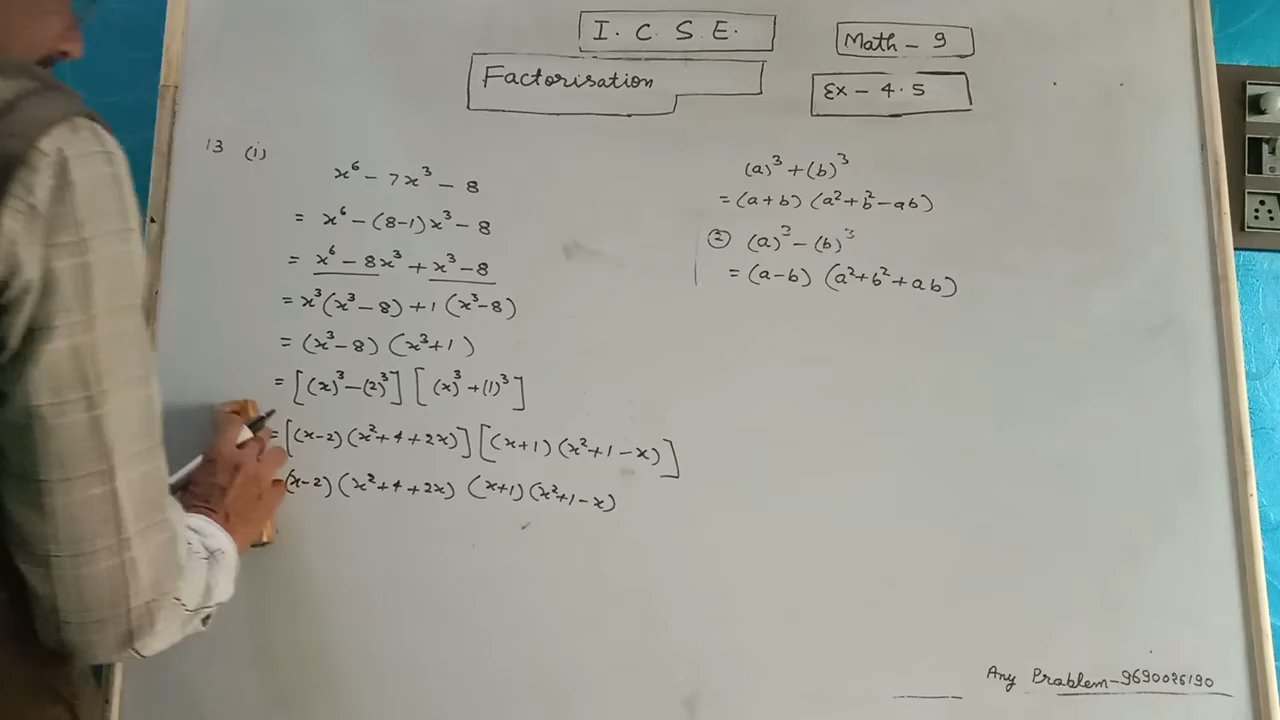 I. C. S. E.
Math - 9
Factorisation
Ex - 4.5
13 (i)
x⁶ - 7x³ - 8
= x⁶ - (8-1)x³ - 8
= x⁶ - 8x³ + x³ - 8
= x³(x³ - 8) + 1 (x³-8)
= (x³-8) (x³+1)
= [(x)³-(2)³] [(x)³+(1)³]
= [(x-2)(x²+4+2x)] [(x+1)(x²+1-x)]
(x-2)(x²+4+2x) (x+1)(x²+1-x)
(a)³+(b)³
= (a+b) (a²+b²-ab)
② (a)³-(b)³
= (a-b) (a²+b²+ab)
Any Problem-9690026190